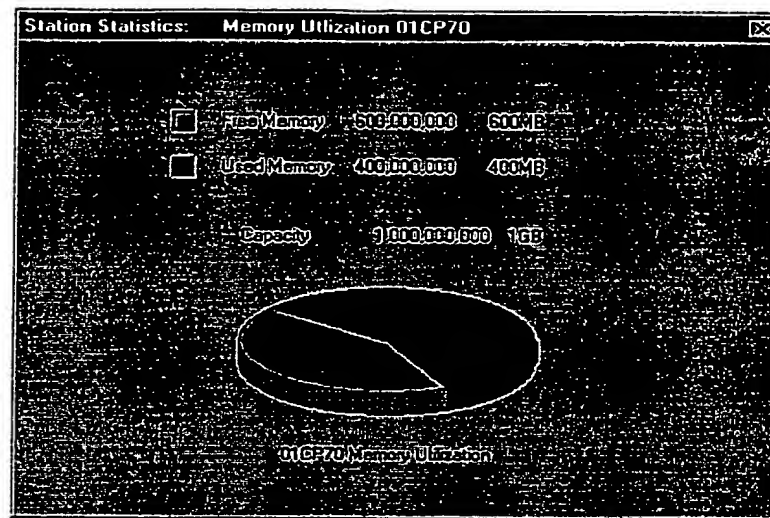 Station Statistics: Memory Utlization 01CP70
Free Memory 600,000,000 600MB
Used Memory 400,000,000 400MB
Capacity 1,000,000,000 1GB
01CP70 Memory Utilization